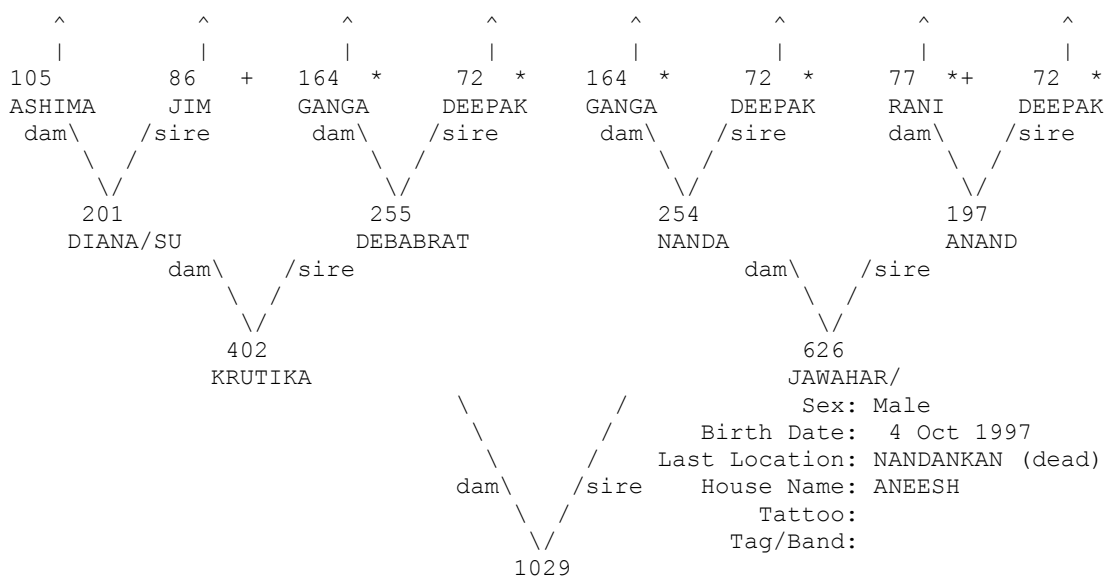 ^ ^ ^ ^ ^ ^ ^ ^
| | | | | | | |
105 86 + 164 * 72 * 164 * 72 * 77 *+ 72 *
ASHIMA JIM GANGA DEEPAK GANGA DEEPAK RANI DEEPAK
dam\ /sire dam\ /sire dam\ /sire dam\ /sire
\ / \ / \ / \ /
\/ \/ \/ \/
201 255 254 197
DIANA/SU DEBABRAT NANDA ANAND
dam\ /sire dam\ /sire
\ / \ /
\/ \/
402 626
KRUTIKA JAWAHAR/
\ / Sex: Male
\ / Birth Date: 4 Oct 1997
\ / Last Location: NANDANKAN (dead)
dam\ /sire House Name: ANEESH
\ / Tattoo:
\/ Tag/Band:
1029